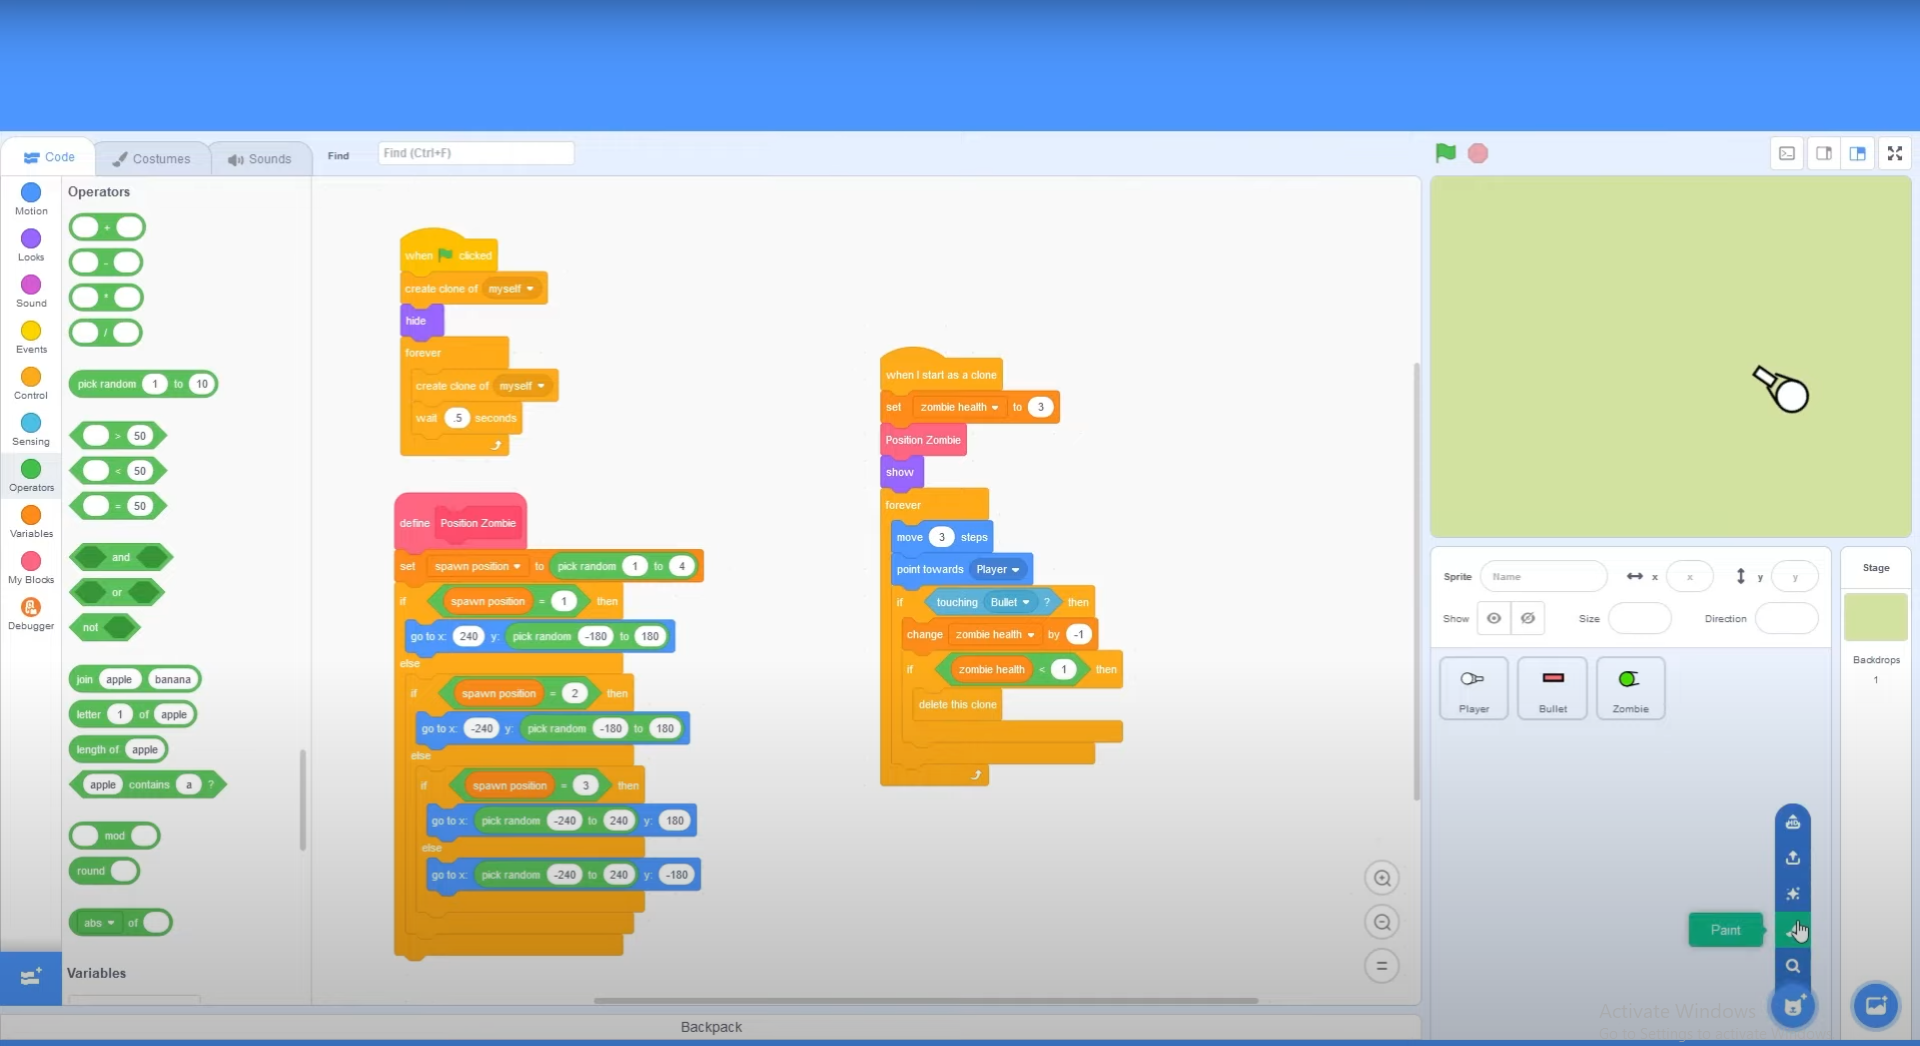 Code
Costumes
Sounds
Find
Find (Ctrl+F)
Motion
Looks
Sound
Events
Control
Sensing
Operators
Variables
My Blocks
Debugger
Operators
+
-
*
/
pick random 1 to 10
> 50
< 50
= 50
and
or
not
join apple banana
letter 1 of apple
length of apple
apple contains a ?
mod
round
abs of
Variables
when clicked
create clone of myself
hide
forever
create clone of myself
wait .5 seconds
define Position Zombie
set spawn position to pick random 1 to 4
if spawn position = 1 then
go to x: 240 y: pick random -180 to 180
else
if spawn position = 2 then
go to x: -240 y: pick random -180 to 180
else
if spawn position = 3 then
go to x: pick random -240 to 240 y: 180
else
go to x: pick random -240 to 240 y: -180
when I start as a clone
set zombie health to 3
Position Zombie
show
forever
move 3 steps
point towards Player
if touching Bullet ? then
change zombie health by -1
if zombie health < 1 then
delete this clone
Backpack
Sprite Name x x y y
Show Size Direction
Player
Bullet
Zombie
Stage
Backdrops
1
HD
Paint
Activate Windows
Go to Settings to activate Windows